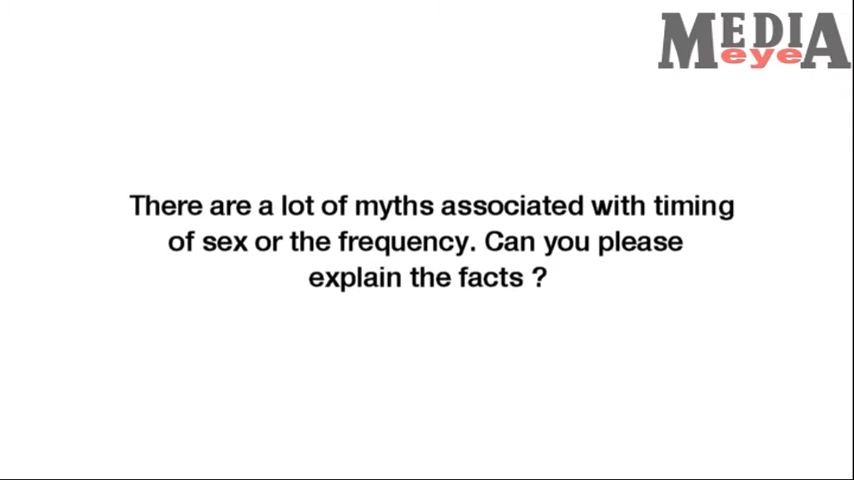 MEDIA
eye
There are a lot of myths associated with timing
of sex or the frequency. Can you please
explain the facts ?